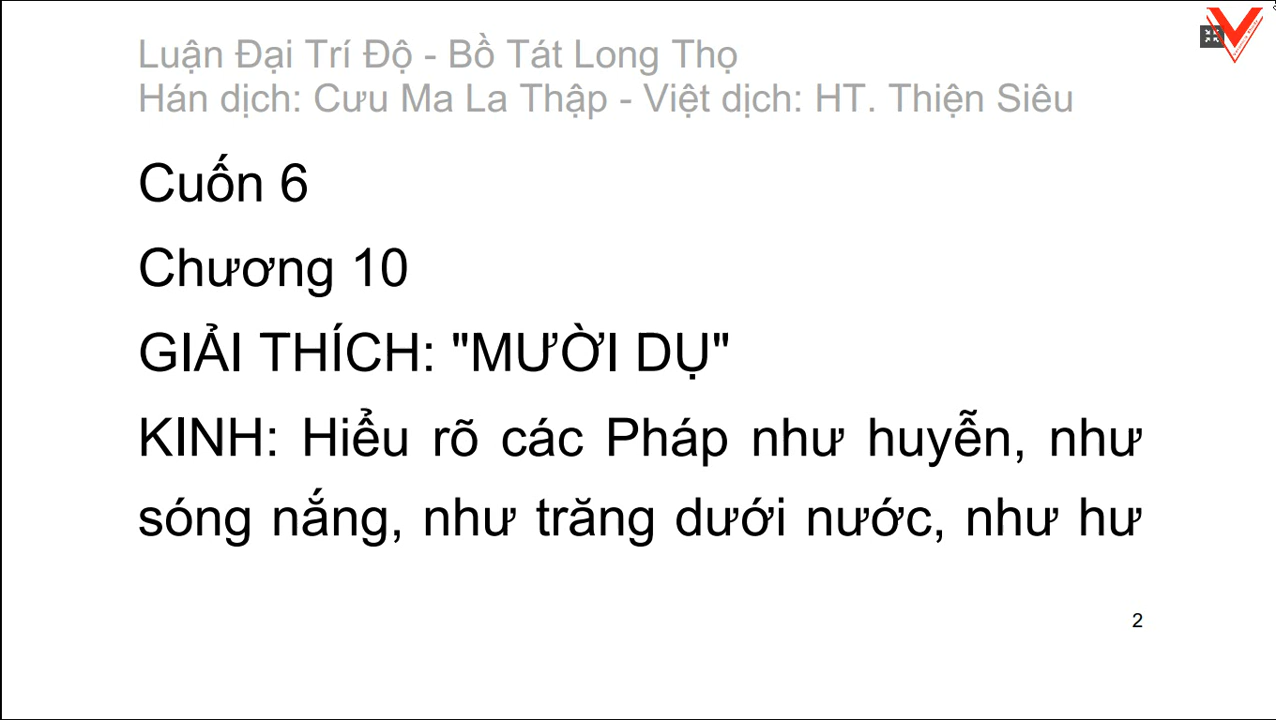 Luận Đại Trí Độ - Bồ Tát Long Thọ
Hán dịch: Cưu Ma La Thập - Việt dịch: HT. Thiện Siêu
Cuốn 6
Chương 10
GIẢI THÍCH: "MƯỜI DỤ"
KINH: Hiểu rõ các Pháp như huyễn, như
sóng nắng, như trăng dưới nước, như hư
2